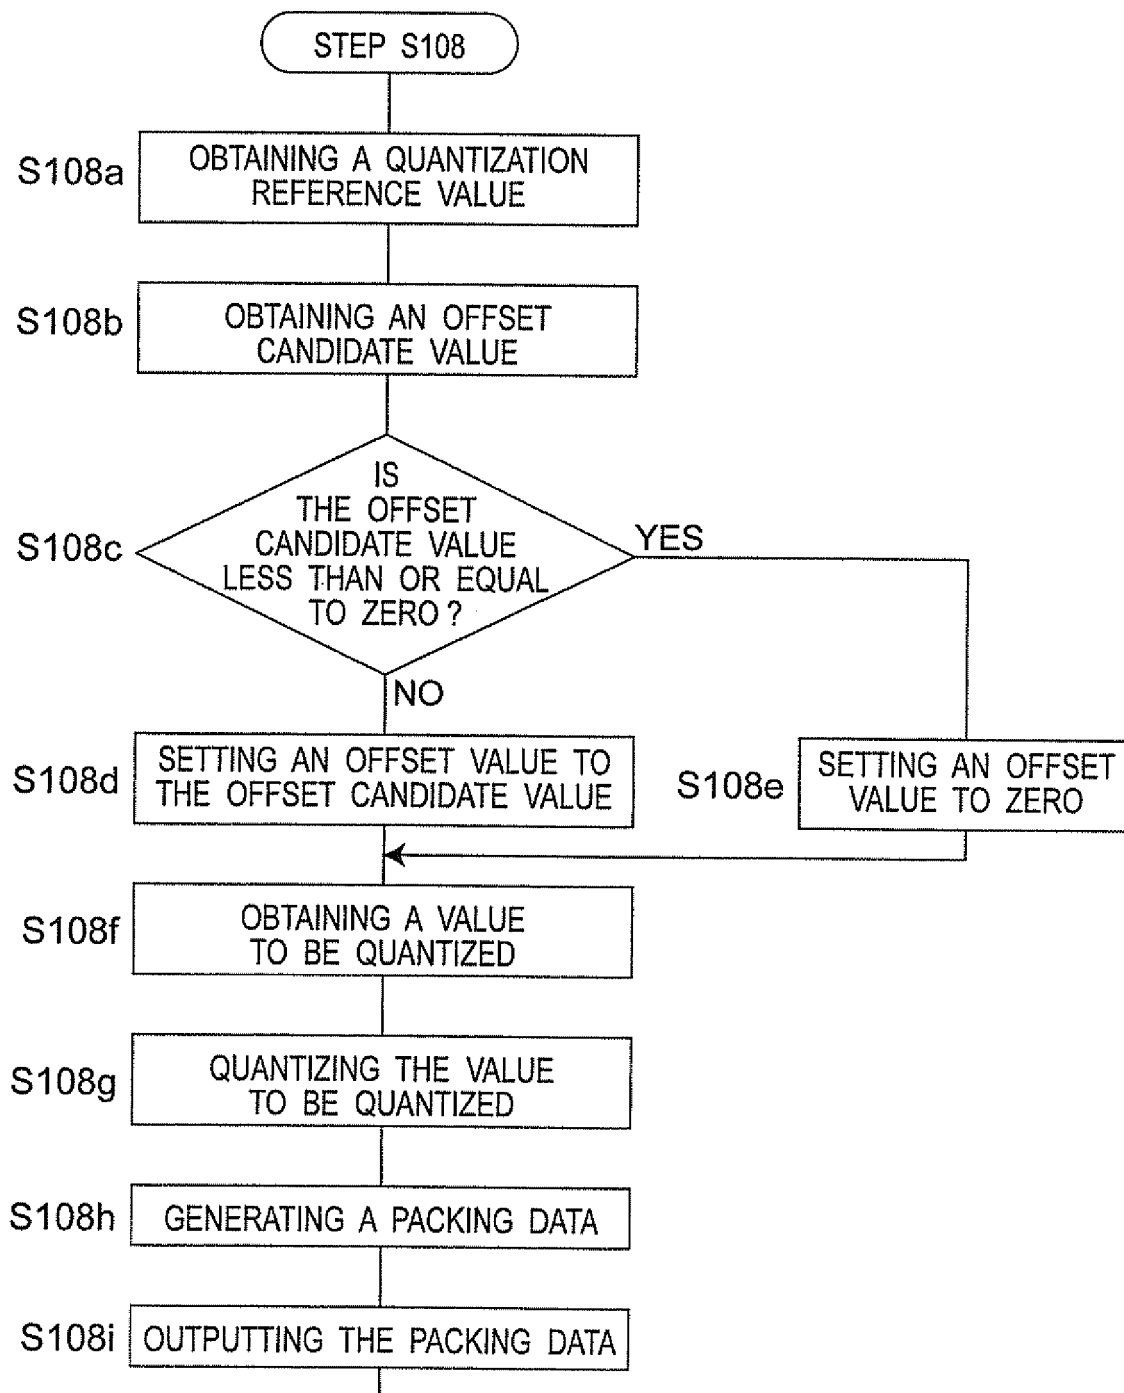 STEP S108
S108a
OBTAINING A QUANTIZATION
REFERENCE VALUE
S108b
OBTAINING AN OFFSET
CANDIDATE VALUE
S108c
IS
THE OFFSET
CANDIDATE VALUE
LESS THAN OR EQUAL
TO ZERO?
YES
NO
S108d
SETTING AN OFFSET VALUE TO
THE OFFSET CANDIDATE VALUE
S108e
SETTING AN OFFSET
VALUE TO ZERO
S108f
OBTAINING A VALUE
TO BE QUANTIZED
S108g
QUANTIZING THE VALUE
TO BE QUANTIZED
S108h
GENERATING A PACKING DATA
S108i
OUTPUTTING THE PACKING DATA